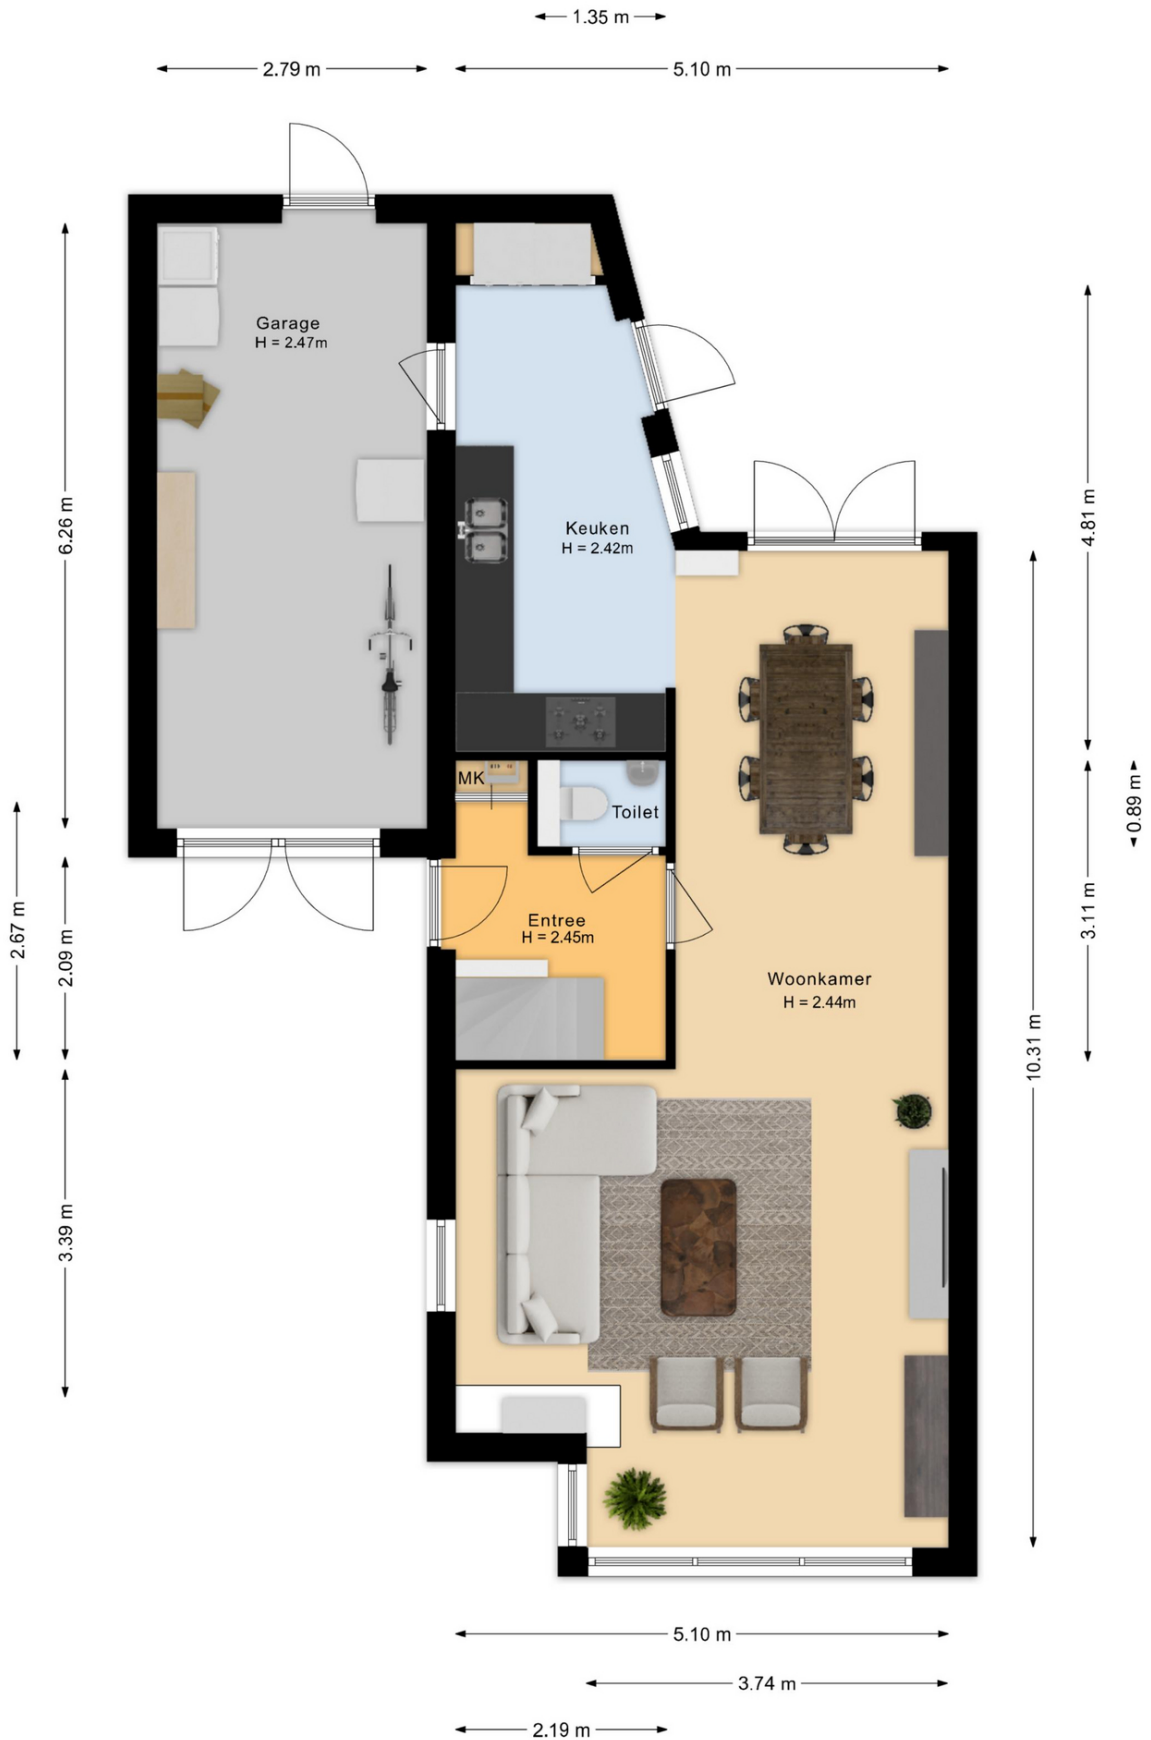 1.35 m
2.79 m
5.10 m
Garage
H = 2.47m
6.26 m
Keuken
H = 2.42m
4.81 m
MK
Toilet
0.89 m
2.67 m
2.09 m
Entree
H = 2.45m
3.11 m
Woonkamer
H = 2.44m
10.31 m
3.39 m
5.10 m
3.74 m
2.19 m